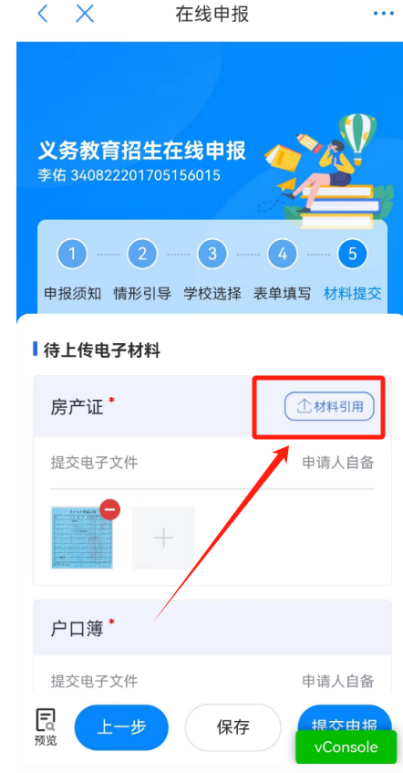 在线申报
义务教育招生在线申报
李佑 340822201705156015
1 2 3 4 5
申报须知 情形引导 学校选择 表单填写 材料提交
待上传电子材料
房产证* 材料引用
提交电子文件 申请人自备
户口簿*
提交电子文件 申请人自备
预览 上一步 保存 提交申报
vConsole